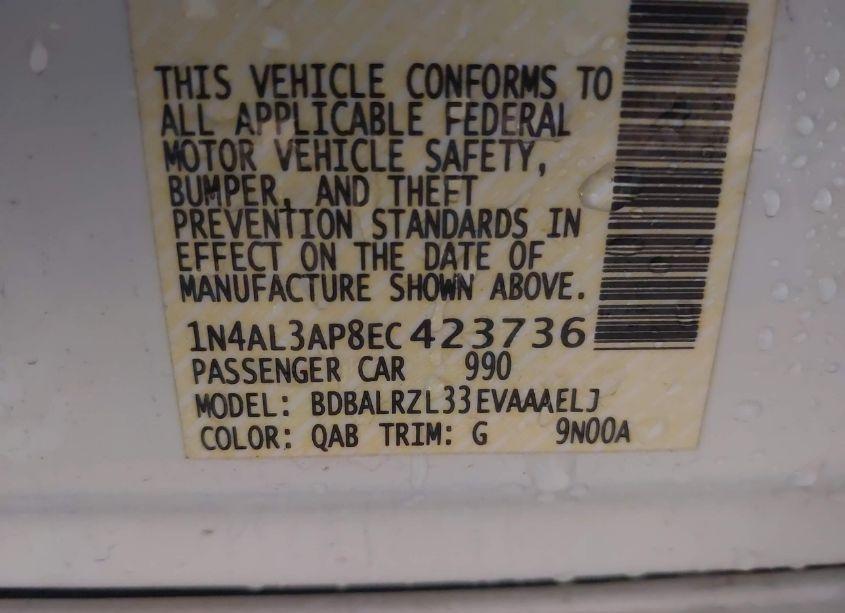 THIS VEHICLE CONFORMS TO
ALL APPLICABLE FEDERAL
MOTOR VEHICLE SAFETY,
BUMPER, AND THEFT
PREVENTION STANDARDS IN
EFFECT ON THE DATE OF
MANUFACTURE SHOWN ABOVE.
1N4AL3AP8EC423736
PASSENGER CAR 990
MODEL: BDBALRZL33EVAAAELJ
COLOR: QAB TRIM: G 9N00A